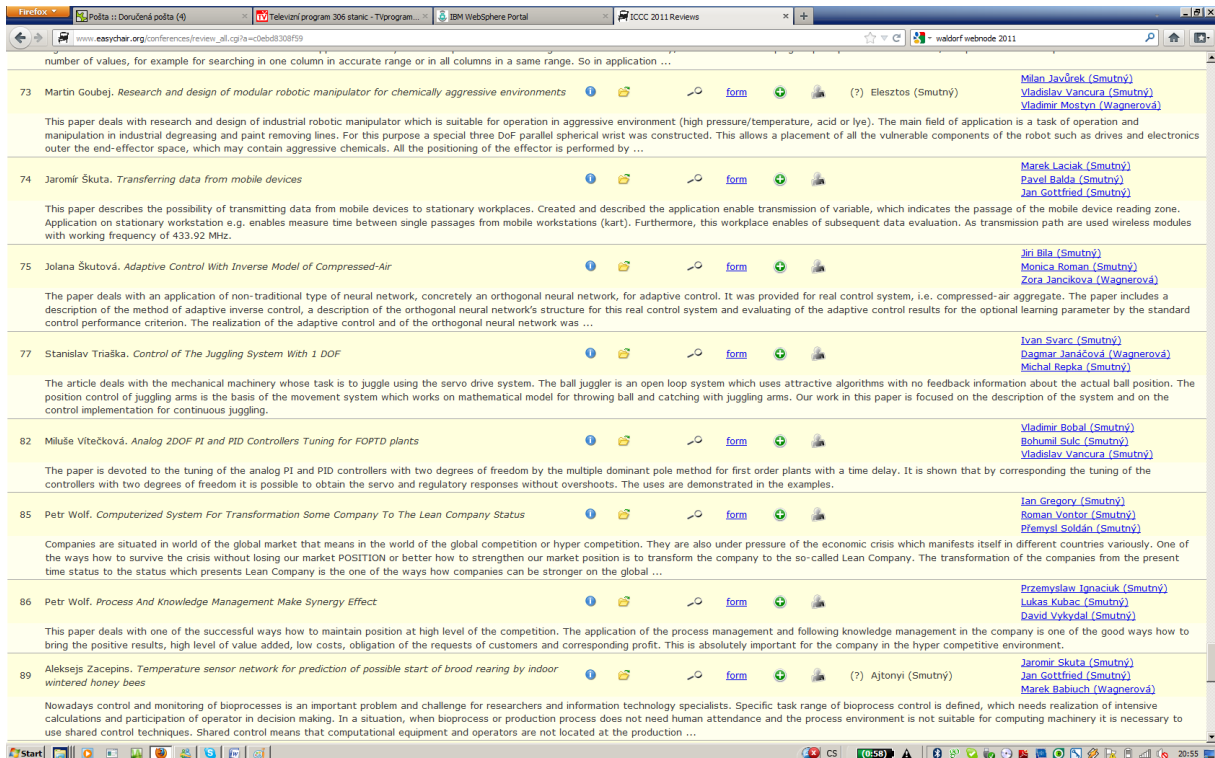 Firefox
Pošta :: Doručená pošta (4)
Televizní program 306 stanic - TVprogram...
IBM WebSphere Portal
ICCC 2011 Reviews
www.easychair.org/conferences/review_all.cgi?a=c0ebd8308f59
waldorf webnode 2011
number of values, for example for searching in one column in accurate range or in all columns in a same range. So in application ...
73 Martin Goubej. Research and design of modular robotic manipulator for chemically aggressive environments form (?) Elesztos (Smutný)
Milan Javůrek (Smutný)
Vladislav Vancura (Smutný)
Vladimir Mostyn (Wagnerová)
This paper deals with research and design of industrial robotic manipulator which is suitable for operation in aggressive environment (high pressure/temperature, acid or lye). The main field of application is a task of operation and
manipulation in industrial degreasing and paint removing lines. For this purpose a special three DoF parallel spherical wrist was constructed. This allows a placement of all the vulnerable components of the robot such as drives and electronics
outer the end-effector space, which may contain aggressive chemicals. All the positioning of the effector is performed by ...
74 Jaromír Škuta. Transferring data from mobile devices form
Marek Laciak (Smutný)
Pavel Balda (Smutný)
Jan Gottfried (Smutný)
This paper describes the possibility of transmitting data from mobile devices to stationary workplaces. Created and described the application enable transmission of variable, which indicates the passage of the mobile device reading zone.
Application on stationary workstation e.g. enables measure time between single passages from mobile workstations (kart). Furthermore, this workplace enables of subsequent data evaluation. As transmission path are used wireless modules
with working frequency of 433.92 MHz.
75 Jolana Škutová. Adaptive Control With Inverse Model of Compressed-Air form
Jiri Bila (Smutný)
Monica Roman (Smutný)
Zora Jancikova (Wagnerová)
The paper deals with an application of non-traditional type of neural network, concretely an orthogonal neural network, for adaptive control. It was provided for real control system, i.e. compressed-air aggregate. The paper includes a
description of the method of adaptive inverse control, a description of the orthogonal neural network's structure for this real control system and evaluating of the adaptive control results for the optional learning parameter by the standard
control performance criterion. The realization of the adaptive control and of the orthogonal neural network was ...
77 Stanislav Triaška. Control of The Juggling System With 1 DOF form
Ivan Svarc (Smutný)
Dagmar Janáčová (Wagnerová)
Michal Repka (Smutný)
The article deals with the mechanical machinery whose task is to juggle using the servo drive system. The ball juggler is an open loop system which uses attractive algorithms with no feedback information about the actual ball position. The
position control of juggling arms is the basis of the movement system which works on mathematical model for throwing ball and catching with juggling arms. Our work in this paper is focused on the description of the system and on the
control implementation for continuous juggling.
82 Miluše Vítečková. Analog 2DOF PI and PID Controllers Tuning for FOPTD plants form
Vladimir Bobal (Smutný)
Bohumil Sulc (Smutný)
Vladislav Vancura (Smutný)
The paper is devoted to the tuning of the analog PI and PID controllers with two degrees of freedom by the multiple dominant pole method for first order plants with a time delay. It is shown that by corresponding the tuning of the
controllers with two degrees of freedom it is possible to obtain the servo and regulatory responses without overshoots. The uses are demonstrated in the examples.
85 Petr Wolf. Computerized System For Transformation Some Company To The Lean Company Status form
Ian Gregory (Smutný)
Roman Vontor (Smutný)
Přemysl Soldán (Smutný)
Companies are situated in world of the global market that means in the world of the global competition or hyper competition. They are also under pressure of the economic crisis which manifests itself in different countries variously. One of
the ways how to survive the crisis without losing our market POSITION or better how to strengthen our market position is to transform the company to the so-called Lean Company. The transformation of the companies from the present
time status to the status which presents Lean Company is the one of the ways how companies can be stronger on the global ...
86 Petr Wolf. Process And Knowledge Management Make Synergy Effect form
Przemyslaw Ignaciuk (Smutný)
Lukas Kubac (Smutný)
David Vykydal (Smutný)
This paper deals with one of the successful ways how to maintain position at high level of the competition. The application of the process management and following knowledge management in the company is one of the good ways how to
bring the positive results, high level of value added, low costs, obligation of the requests of customers and corresponding profit. This is absolutely important for the company in the hyper competitive environment.
89 Aleksejs Zacepins. Temperature sensor network for prediction of possible start of brood rearing by indoor
wintered honey bees form (?) Ajtonyi (Smutný)
Jaromir Skuta (Smutný)
Jan Gottfried (Smutný)
Marek Babiuch (Wagnerová)
Nowadays control and monitoring of bioprocesses is an important problem and challenge for researchers and information technology specialists. Specific task range of bioprocess control is defined, which needs realization of intensive
calculations and participation of operator in decision making. In a situation, when bioprocess or production process does not need human attendance and the process environment is not suitable for computing machinery it is necessary to
use shared control techniques. Shared control means that computational equipment and operators are not located at the production ...
Start
CS
(0:58)
20:55